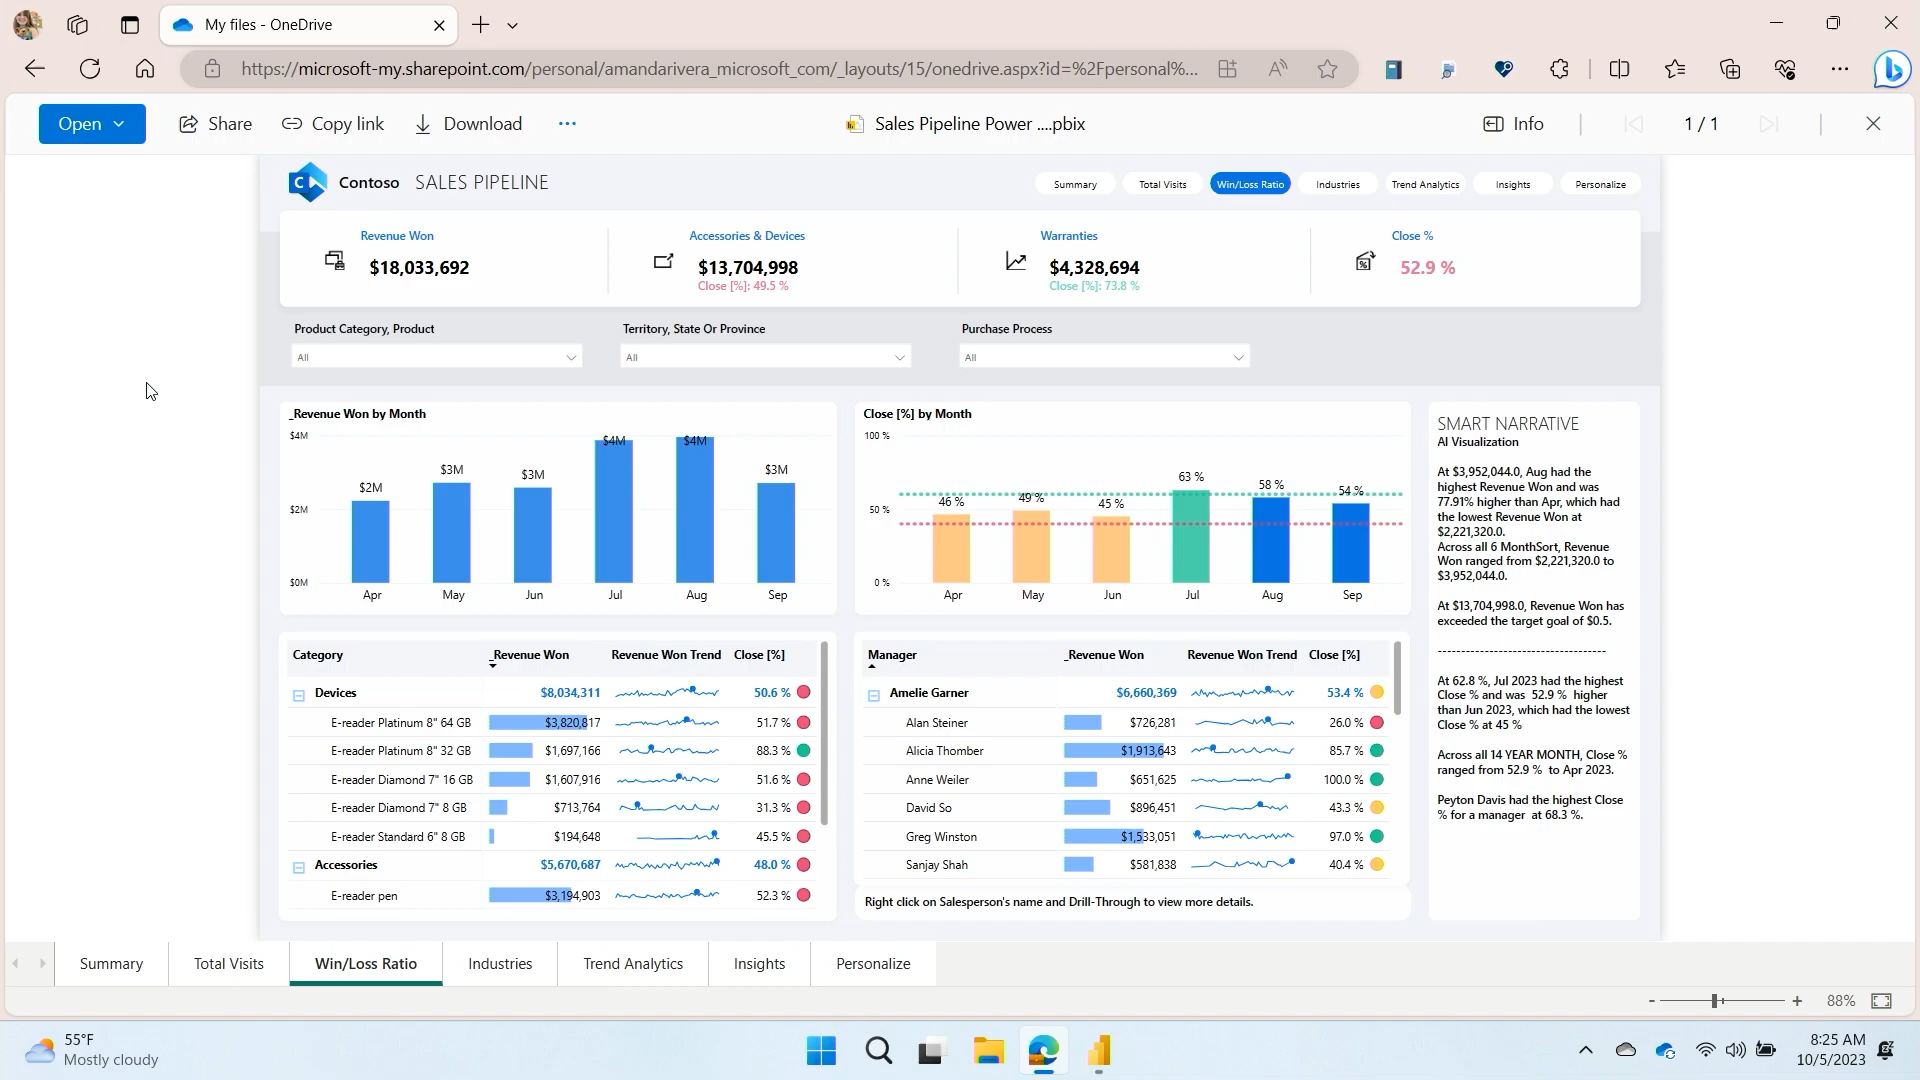 My files - OneDrive
https://microsoft-my.sharepoint.com/personal/amandarivera_microsoft_com/_layouts/15/onedrive.aspx?id=%2Fpersonal%...
Open
Share
Copy link
Download
Sales Pipeline Power ....pbix
Info
1 / 1
Contoso SALES PIPELINE
Summary
Total Visits
Win/Loss Ratio
Industries
Trend Analytics
Insights
Personalize
Revenue Won
$18,033,692
Accessories & Devices
$13,704,998
Close [%]: 49.5 %
Warranties
$4,328,694
Close [%]: 73.8 %
Close %
52.9 %
Product Category, Product
All
Territory, State Or Province
All
Purchase Process
All
_Revenue Won by Month
$4M
$2M
$0M
$2M
$3M
$3M
$4M
$4M
$3M
Apr
May
Jun
Jul
Aug
Sep
Close [%] by Month
100 %
50 %
0 %
46 %
49 %
45 %
63 %
58 %
54 %
Apr
May
Jun
Jul
Aug
Sep
SMART NARRATIVE
AI Visualization
At $3,952,044.0, Aug had the
highest Revenue Won and was
77.91% higher than Apr, which had
the lowest Revenue Won at
$2,221,320.0.
Across all 6 MonthSort, Revenue
Won ranged from $2,221,320.0 to
$3,952,044.0.
At $13,704,998.0, Revenue Won has
exceeded the target goal of $0.5.
------------------------------------
At 62.8 %, Jul 2023 had the highest
Close % and was 52.9 % higher
than Jun 2023, which had the lowest
Close % at 45 %
Across all 14 YEAR MONTH, Close %
ranged from 52.9 % to Apr 2023.
Peyton Davis had the highest Close
% for a manager at 68.3 %.
Category _Revenue Won Revenue Won Trend Close [%]
Devices $8,034,311 50.6 %
E-reader Platinum 8" 64 GB $3,820,817 51.7 %
E-reader Platinum 8" 32 GB $1,697,166 88.3 %
E-reader Diamond 7" 16 GB $1,607,916 51.6 %
E-reader Diamond 7" 8 GB $713,764 31.3 %
E-reader Standard 6" 8 GB $194,648 45.5 %
Accessories $5,670,687 48.0 %
E-reader pen $3,194,903 52.3 %
Manager _Revenue Won Revenue Won Trend Close [%]
Amelie Garner $6,660,369 53.4 %
Alan Steiner $726,281 26.0 %
Alicia Thomber $1,913,643 85.7 %
Anne Weiler $651,625 100.0 %
David So $896,451 43.3 %
Greg Winston $1,533,051 97.0 %
Sanjay Shah $581,838 40.4 %
Right click on Salesperson's name and Drill-Through to view more details.
Summary
Total Visits
Win/Loss Ratio
Industries
Trend Analytics
Insights
Personalize
- + 88%
55°F
Mostly cloudy
8:25 AM
10/5/2023